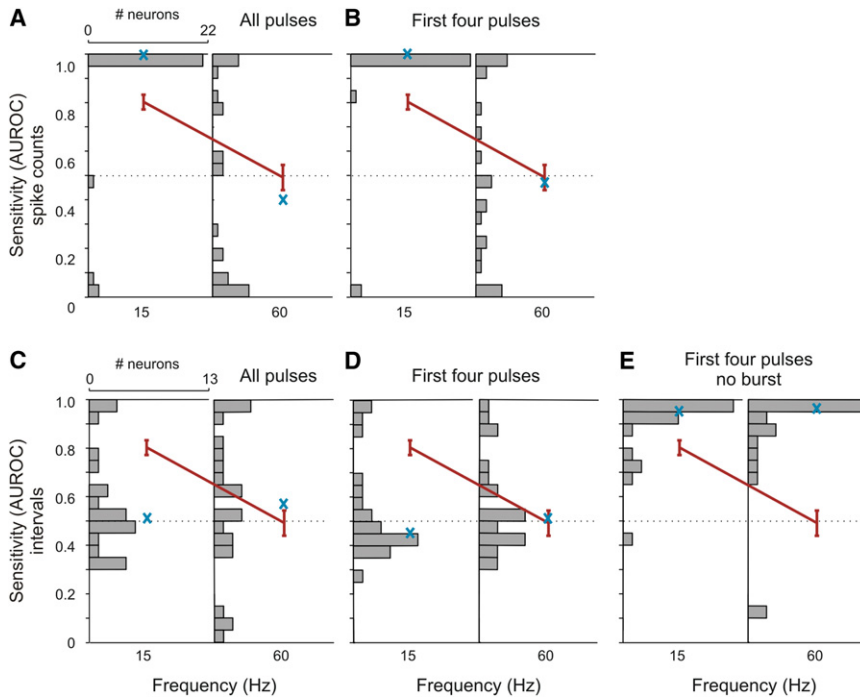 A
# neurons
All pulses
B
First four pulses
0
22
1.0
0.8
0.6
0.4
0.2
0
Sensitivity (AUROC)
spike counts
15
60
15
60
C
# neurons
All pulses
D
First four pulses
E
First four pulses
no burst
0
13
1.0
0.8
0.6
0.4
0.2
0
Sensitivity (AUROC)
intervals
15
60
15
60
15
60
Frequency (Hz)
Frequency (Hz)
Frequency (Hz)